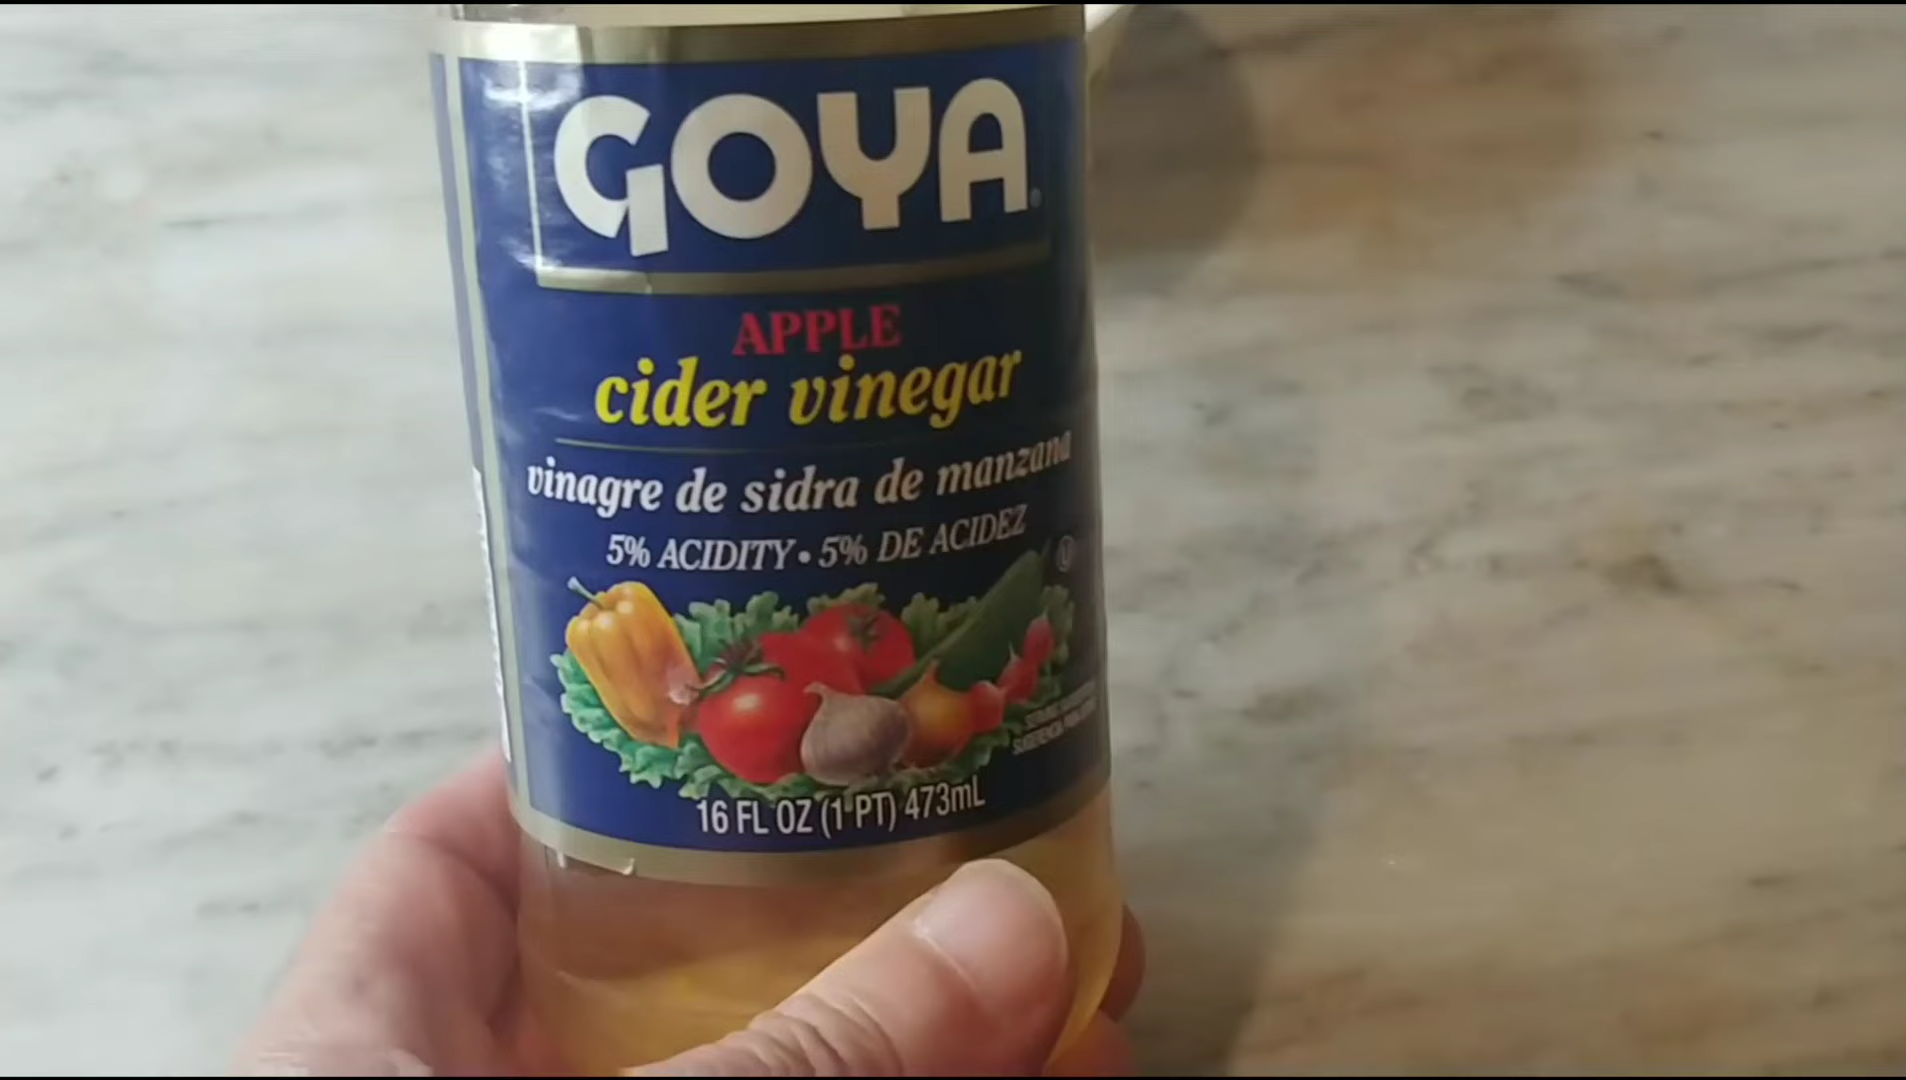 GOYA
APPLE
cider vinegar
vinagre de sidra de manzana
5% ACIDITY • 5% DE ACIDEZ
16 FL OZ (1 PT) 473mL